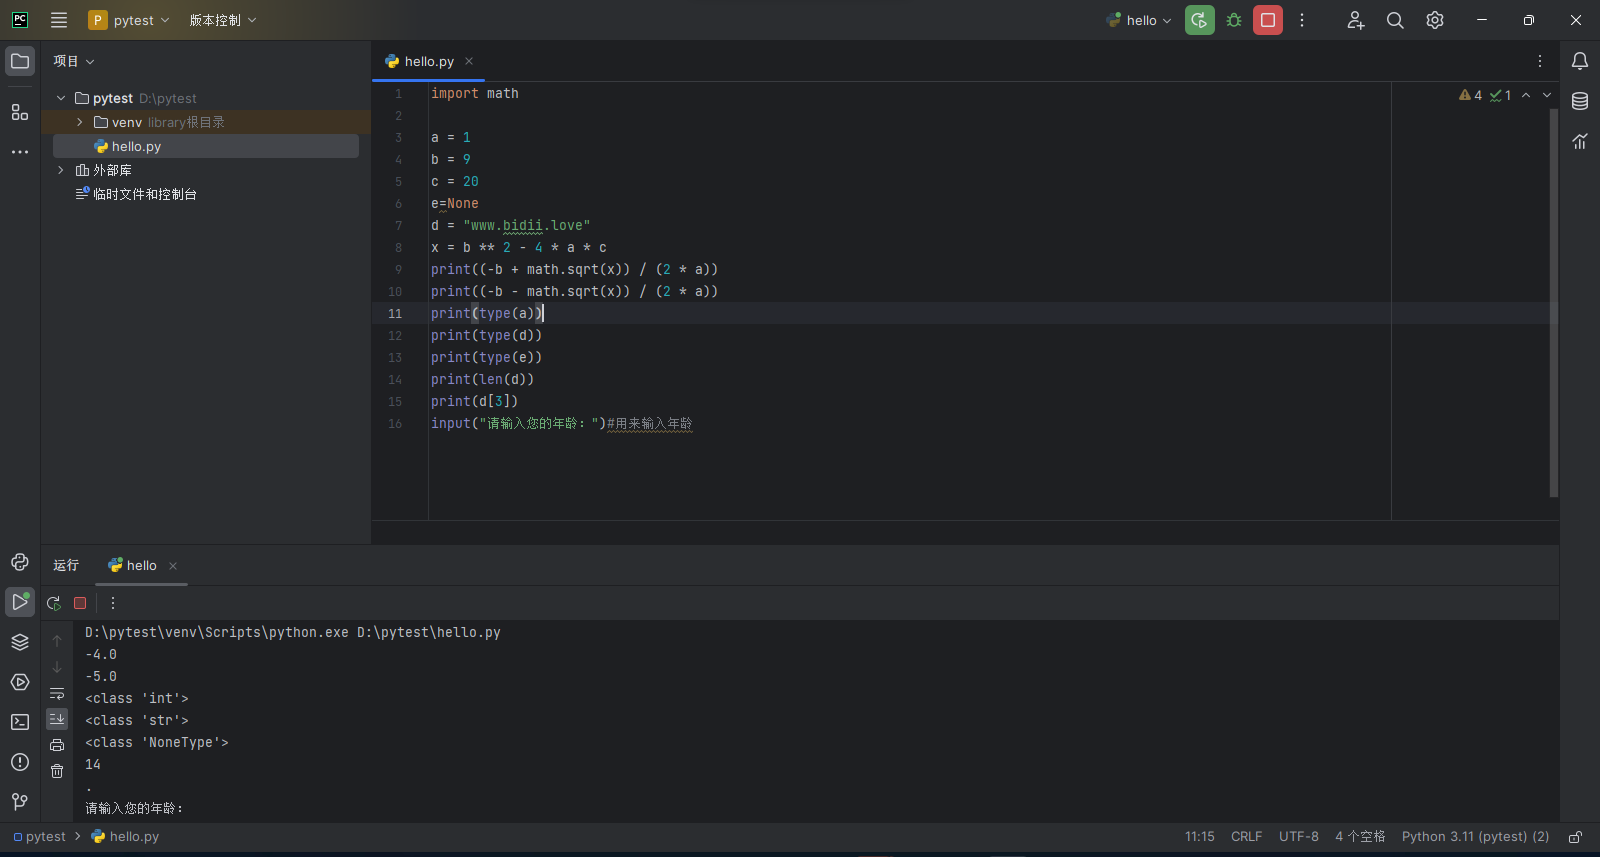 PC P pytest 版本控制 hello
项目 hello.py
pytest D:\pytest
venv library根目录
hello.py
外部库
临时文件和控制台
4 1
1 import math
2
3 a = 1
4 b = 9
5 c = 20
6 e=None
7 d = "www.bidii.love"
8 x = b ** 2 - 4 * a * c
9 print((-b + math.sqrt(x)) / (2 * a))
10 print((-b - math.sqrt(x)) / (2 * a))
11 print(type(a))
12 print(type(d))
13 print(type(e))
14 print(len(d))
15 print(d[3])
16 input("请输入您的年龄：")#用来输入年龄
运行 hello
D:\pytest\venv\Scripts\python.exe D:\pytest\hello.py
-4.0
-5.0
<class 'int'>
<class 'str'>
<class 'NoneType'>
14
.
请输入您的年龄：
pytest hello.py 11:15 CRLF UTF-8 4 个空格 Python 3.11 (pytest) (2)